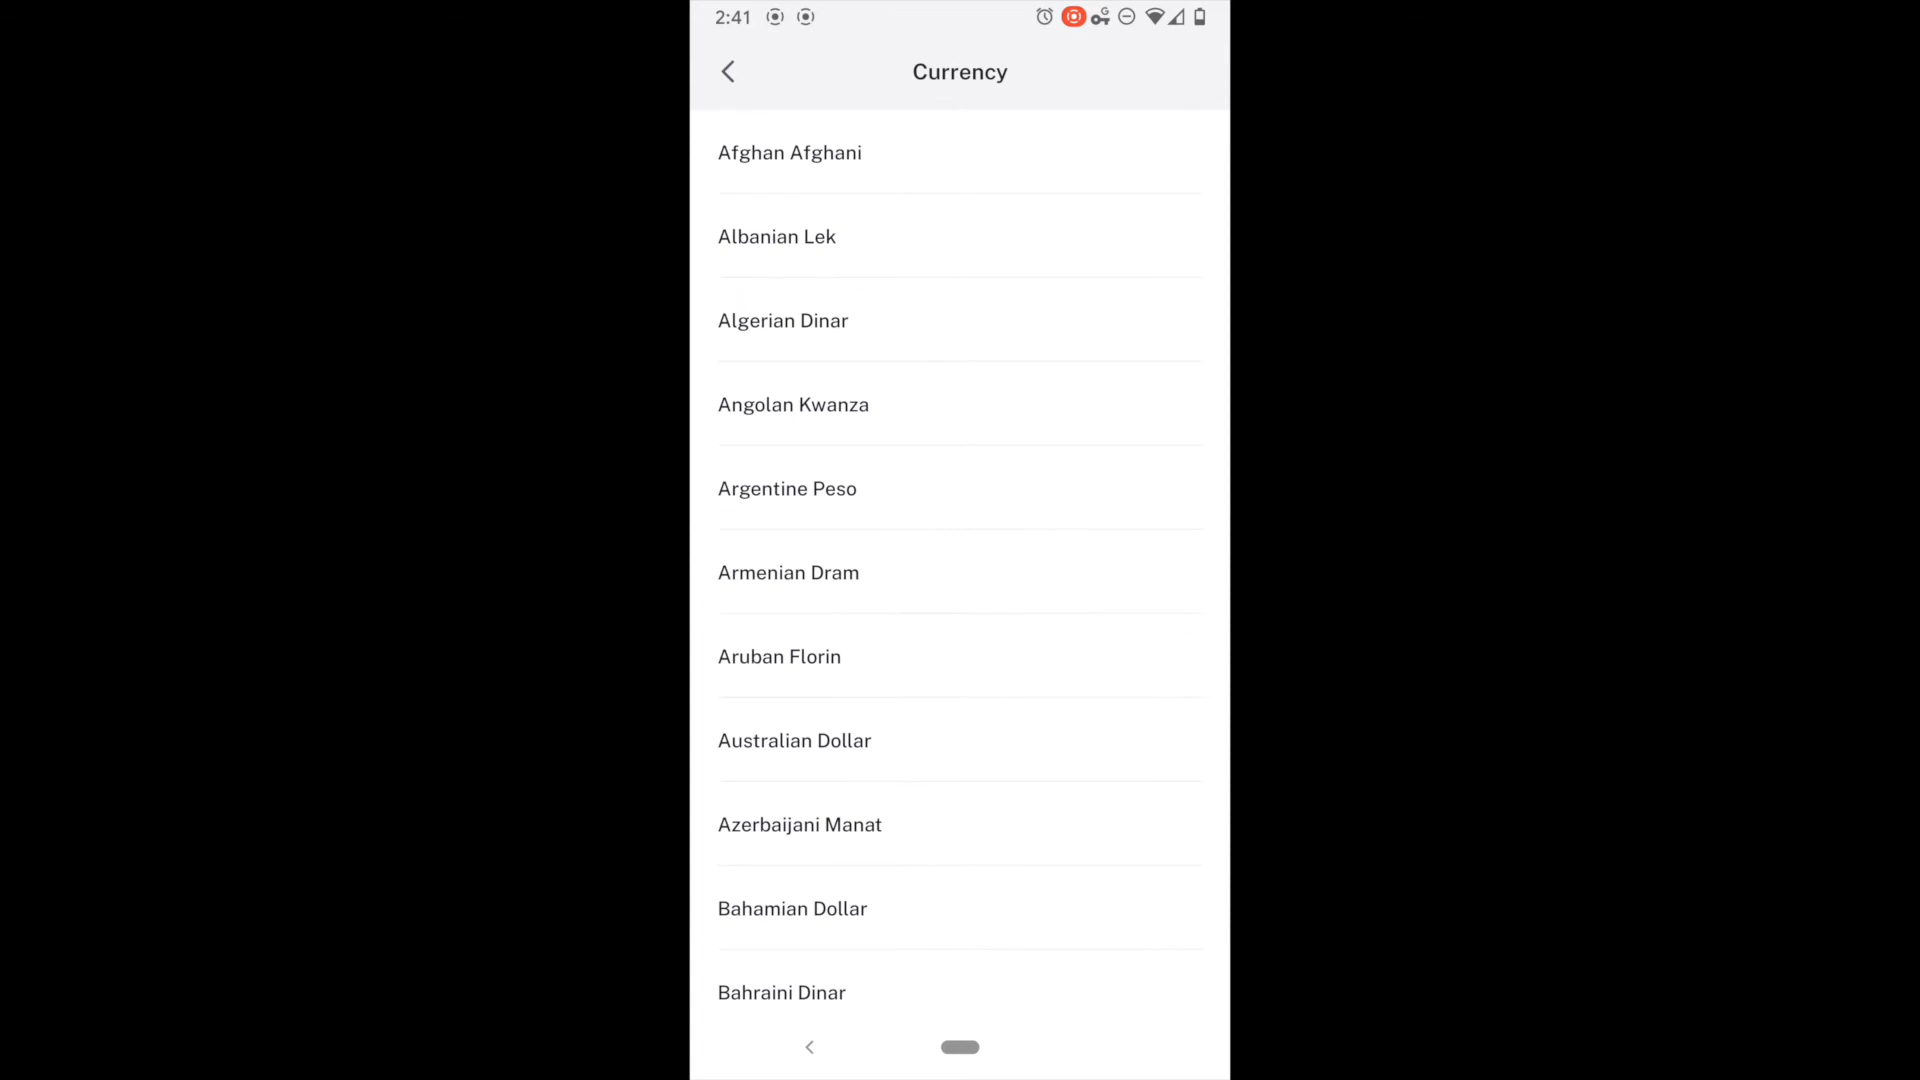 2:41
Currency
Afghan Afghani
Albanian Lek
Algerian Dinar
Angolan Kwanza
Argentine Peso
Armenian Dram
Aruban Florin
Australian Dollar
Azerbaijani Manat
Bahamian Dollar
Bahraini Dinar